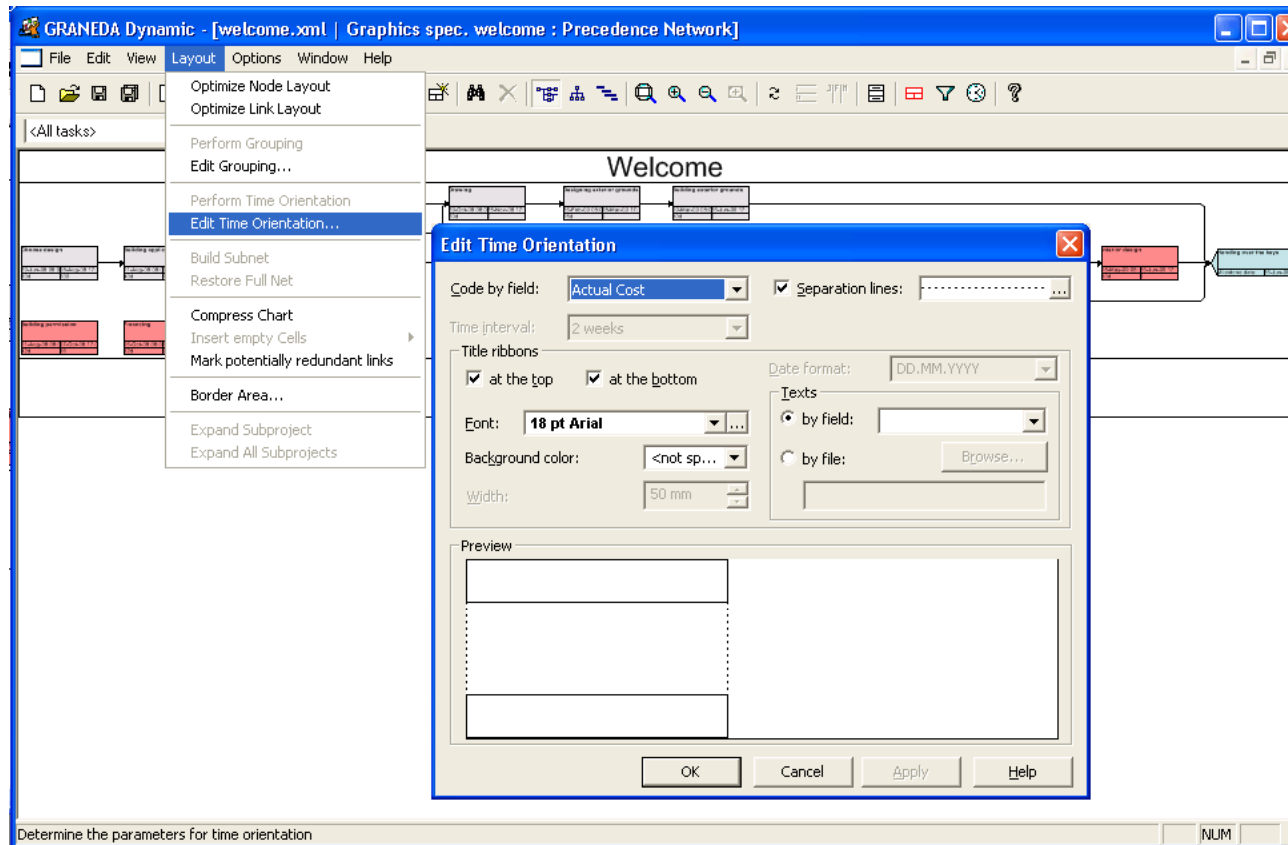 GRANEDA Dynamic - [welcome.xml | Graphics spec. welcome : Precedence Network]
File Edit View Layout Options Window Help
<All tasks>
Optimize Node Layout
Optimize Link Layout
Perform Grouping
Edit Grouping...
Perform Time Orientation
Edit Time Orientation...
Build Subnet
Restore Full Net
Compress Chart
Insert empty Cells
Mark potentially redundant links
Border Area...
Expand Subproject
Expand All Subprojects
Welcome
Edit Time Orientation
Code by field: Actual Cost
Separation lines: ...
Time interval: 2 weeks
Title ribbons
at the top at the bottom
Date format: DD.MM.YYYY
Font: 18 pt Arial ...
Background color: <not sp...
Width: 50 mm
Texts
by field:
by file: Browse...
Preview
OK Cancel Apply Help
Determine the parameters for time orientation
NUM